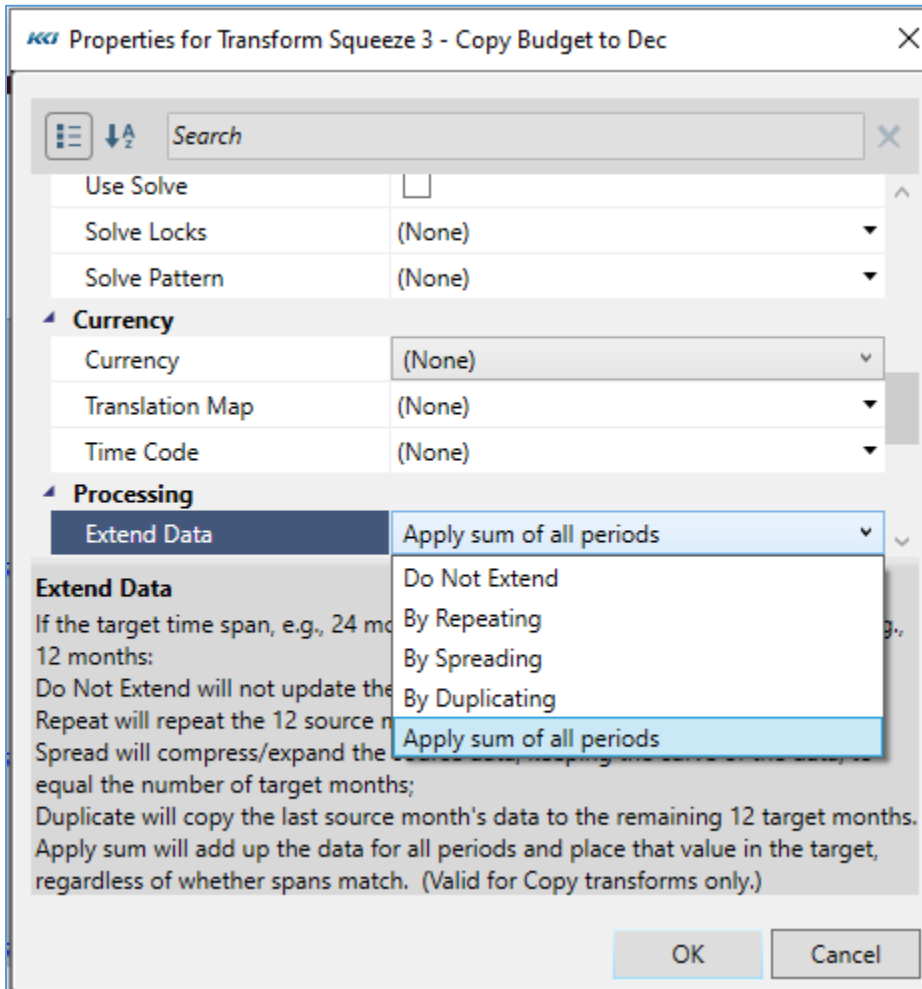 KCI Properties for Transform Squeeze 3 - Copy Budget to Dec
A
Z
Search
Use Solve
Solve Locks (None)
Solve Pattern (None)
Currency
Currency (None)
Translation Map (None)
Time Code (None)
Processing
Extend Data Apply sum of all periods
Do Not Extend
By Repeating
By Spreading
By Duplicating
Apply sum of all periods
Extend Data
If the target time span, e.g., 24
12 months:
Do Not Extend will not update the
Repeat will repeat the 12 source
Spread will compress/expand the
equal the number of target months;
Duplicate will copy the last source month's data to the remaining 12 target months.
Apply sum will add up the data for all periods and place that value in the target,
regardless of whether spans match. (Valid for Copy transforms only.)
OK Cancel